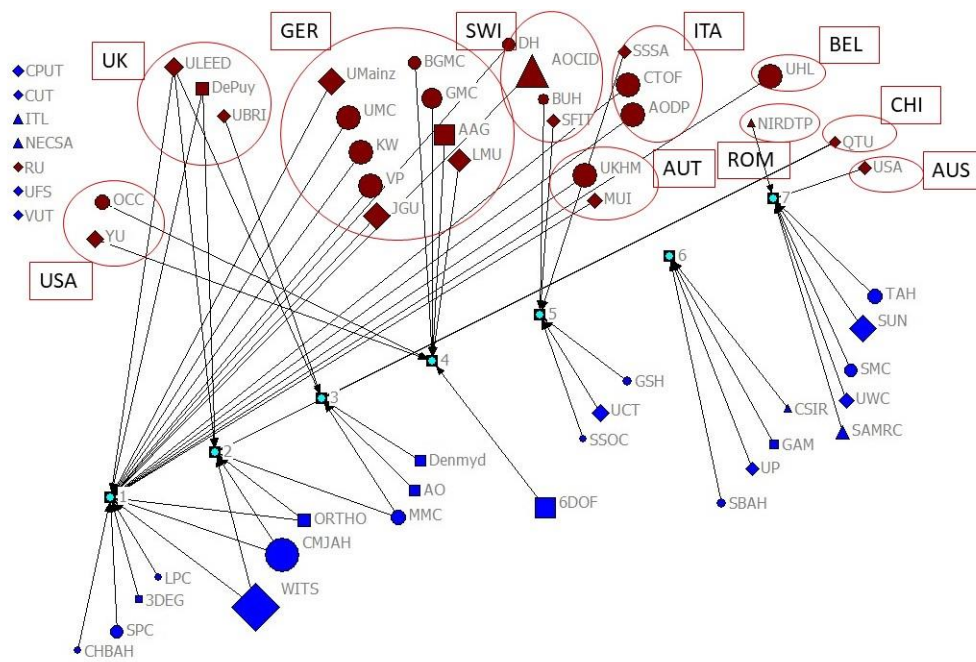 GER
SWI
ITA
DH
UK
SSSA
BEL
CPUT
ULEED
UMainz
BGMC
AOCID
CTOF
UHL
CUT
DePuy
GMC
BUH
CHI
ITL
UBRI
UMC
AODP
NECSA
AAG
SFIT
NIRDTP
RU
KW
LMU
QTU
UFS
VP
UKHM
AUT
ROM
USA
AUS
VUT
OCC
JGU
MUI
7
YU
USA
6
TAH
5
SUN
4
SMC
GSH
3
UWC
UCT
CSIR
SAMRC
SSOC
GAM
2
Denmyd
UP
1
AO
6DOF
SBAH
ORTHO
MMC
CMJAH
LPC
WITS
3DEG
SPC
CHBAH